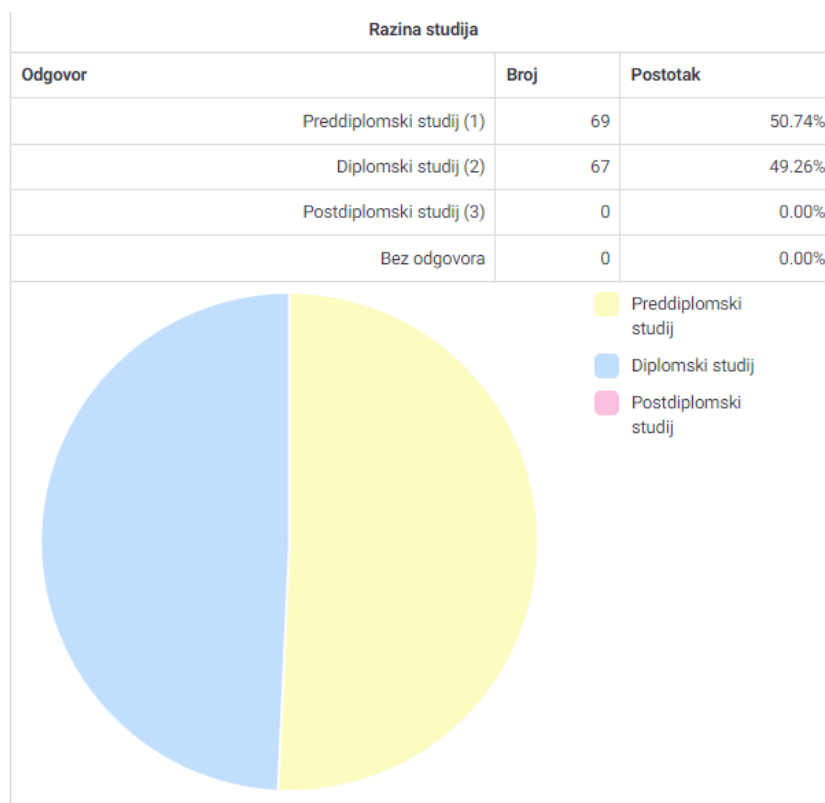 Razina studija
Odgovor Broj Postotak
Preddiplomski studij (1) 69 50.74%
Diplomski studij (2) 67 49.26%
Postdiplomski studij (3) 0 0.00%
Bez odgovora 0 0.00%
Preddiplomski
studij
Diplomski studij
Postdiplomski
studij